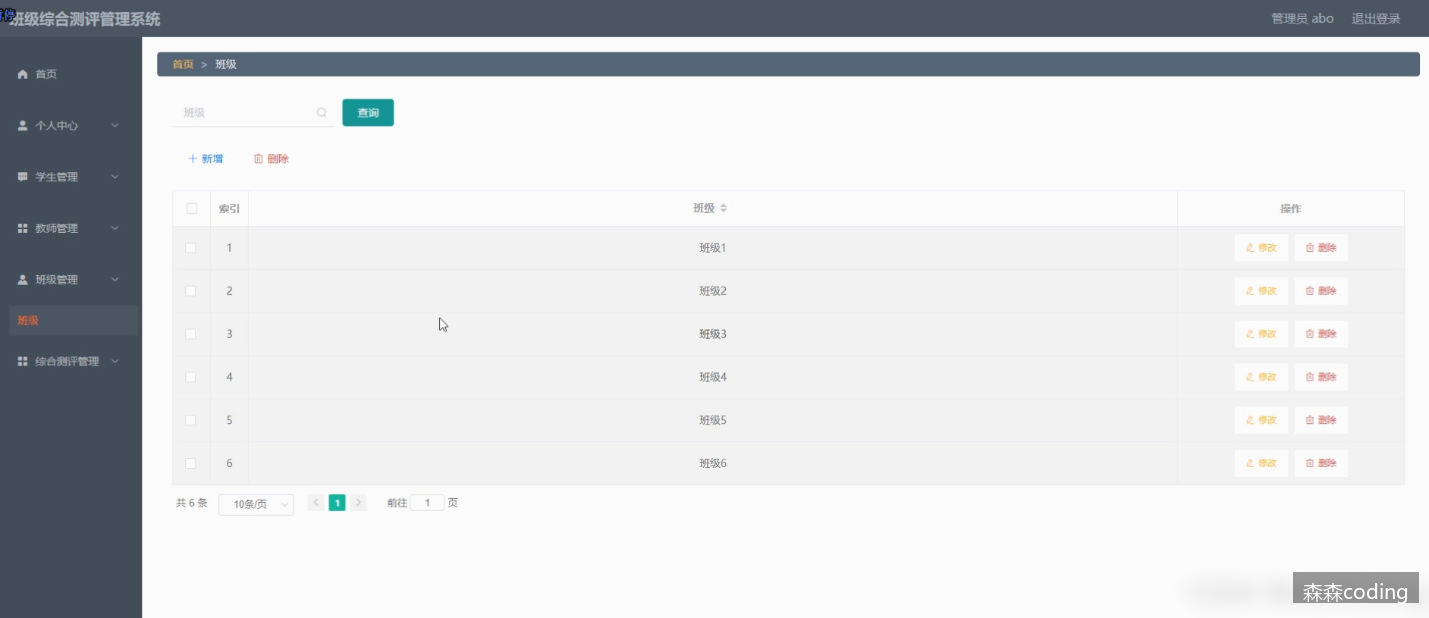 暂停
班级综合测评管理系统
管理员 abo 退出登录
首页
个人中心
学生管理
教师管理
班级管理
班级
综合测评管理
首页 > 班级
班级 查询
新增 删除
索引 班级 操作
1 班级1 修改 删除
2 班级2 修改 删除
3 班级3 修改 删除
4 班级4 修改 删除
5 班级5 修改 删除
6 班级6 修改 删除
共 6 条 10条/页 < 1 > 前往 1 页
森森coding